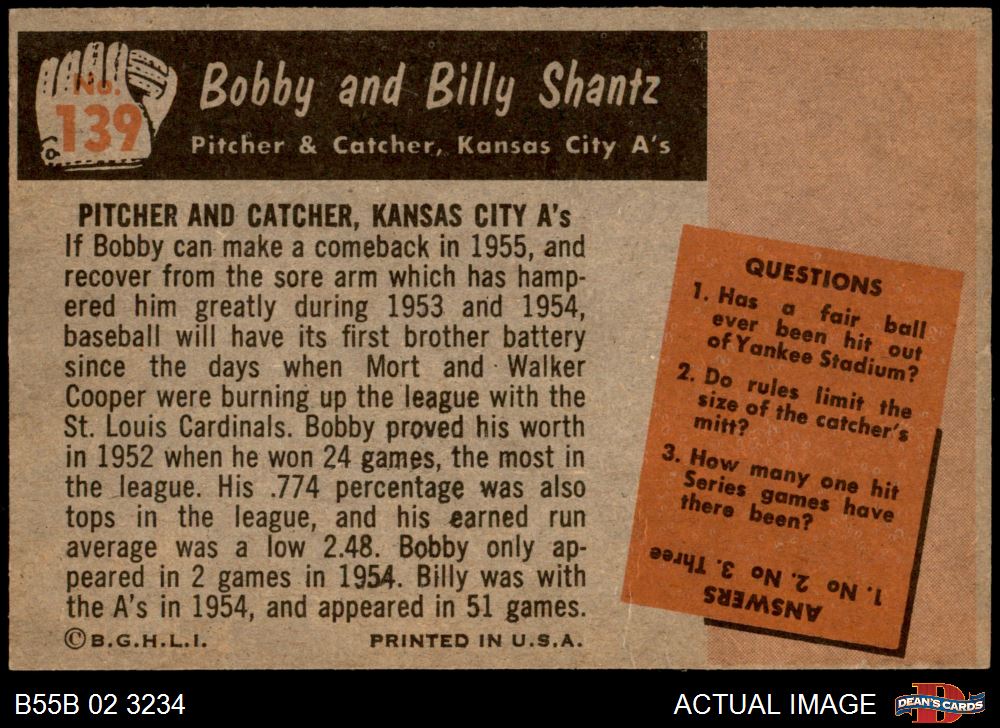 No.
139
Bobby and Billy Shantz
Pitcher & Catcher, Kansas City A's
PITCHER AND CATCHER, KANSAS CITY A's
If Bobby can make a comeback in 1955, and
recover from the sore arm which has hamp-
ered him greatly during 1953 and 1954,
baseball will have its first brother battery
since the days when Mort and Walker
Cooper were burning up the league with the
St. Louis Cardinals. Bobby proved his worth
in 1952 when he won 24 games, the most in
the league. His .774 percentage was also
tops in the league, and his earned run
average was a low 2.48. Bobby only ap-
peared in 2 games in 1954. Billy was with
the A's in 1954, and appeared in 51 games.
©B.G.H.L.I. PRINTED IN U.S.A.
QUESTIONS
1. Has a fair ball
ever been hit out
of Yankee Stadium?
2. Do rules limit the
size of the catcher's
mitt?
3. How many one hit
Series games have
there been?
ANSWERS
1. No 2. No 3. Three
B55B 02 3234
ACTUAL IMAGE
D
DEAN'S CARDS